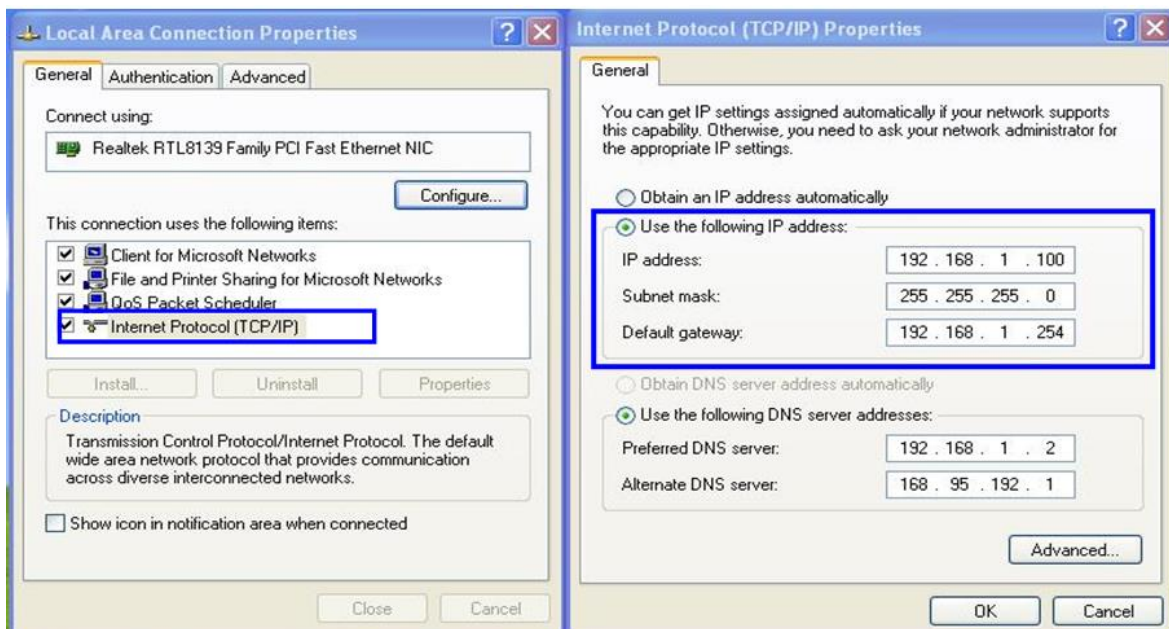 Local Area Connection Properties
General Authentication Advanced
Connect using:
Realtek RTL8139 Family PCI Fast Ethernet NIC
Configure...
This connection uses the following items:
Client for Microsoft Networks
File and Printer Sharing for Microsoft Networks
QoS Packet Scheduler
Internet Protocol (TCP/IP)
Install... Uninstall Properties
Description
Transmission Control Protocol/Internet Protocol. The default
wide area network protocol that provides communication
across diverse interconnected networks.
Show icon in notification area when connected
Close Cancel
Internet Protocol (TCP/IP) Properties
General
You can get IP settings assigned automatically if your network supports
this capability. Otherwise, you need to ask your network administrator for
the appropriate IP settings.
Obtain an IP address automatically
Use the following IP address:
IP address: 192 . 168 . 1 . 100
Subnet mask: 255 . 255 . 255 . 0
Default gateway: 192 . 168 . 1 . 254
Obtain DNS server address automatically
Use the following DNS server addresses:
Preferred DNS server: 192 . 168 . 1 . 2
Alternate DNS server: 168 . 95 . 192 . 1
Advanced...
OK Cancel